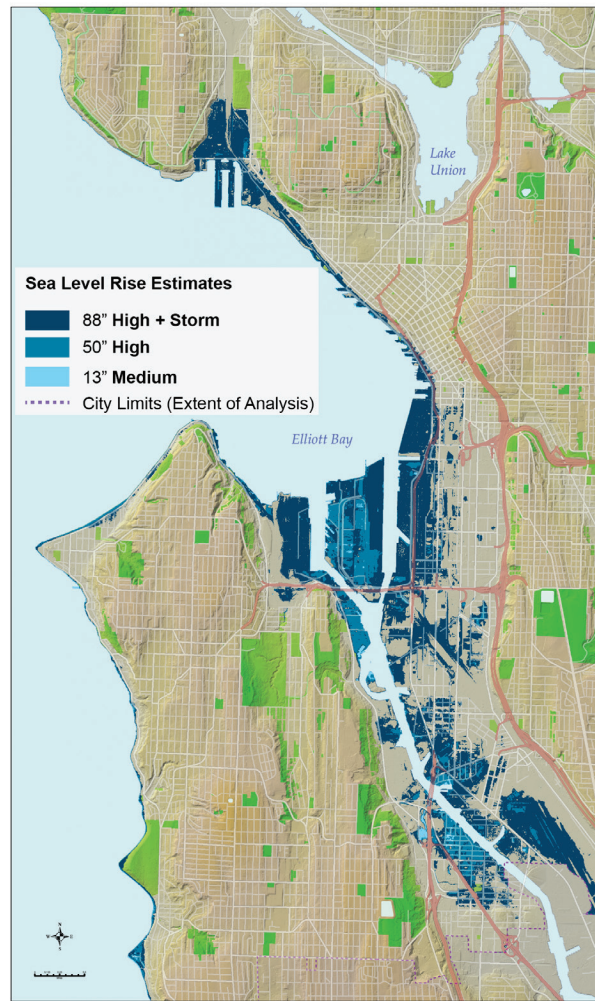 Lake
Union
Sea Level Rise Estimates
88” High + Storm
50” High
13” Medium
City Limits (Extent of Analysis)
Elliott Bay
N
W
E
S